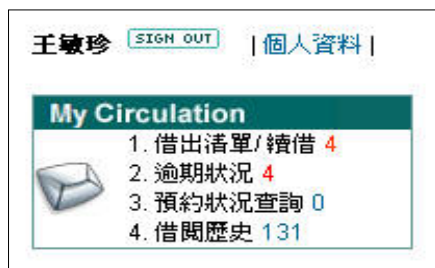 王敏珍 SIGN OUT |個人資料|
My Circulation
1. 借出清單/續借 4
2. 逾期狀況 4
3. 預約狀況查詢 0
4. 借閱歷史 131